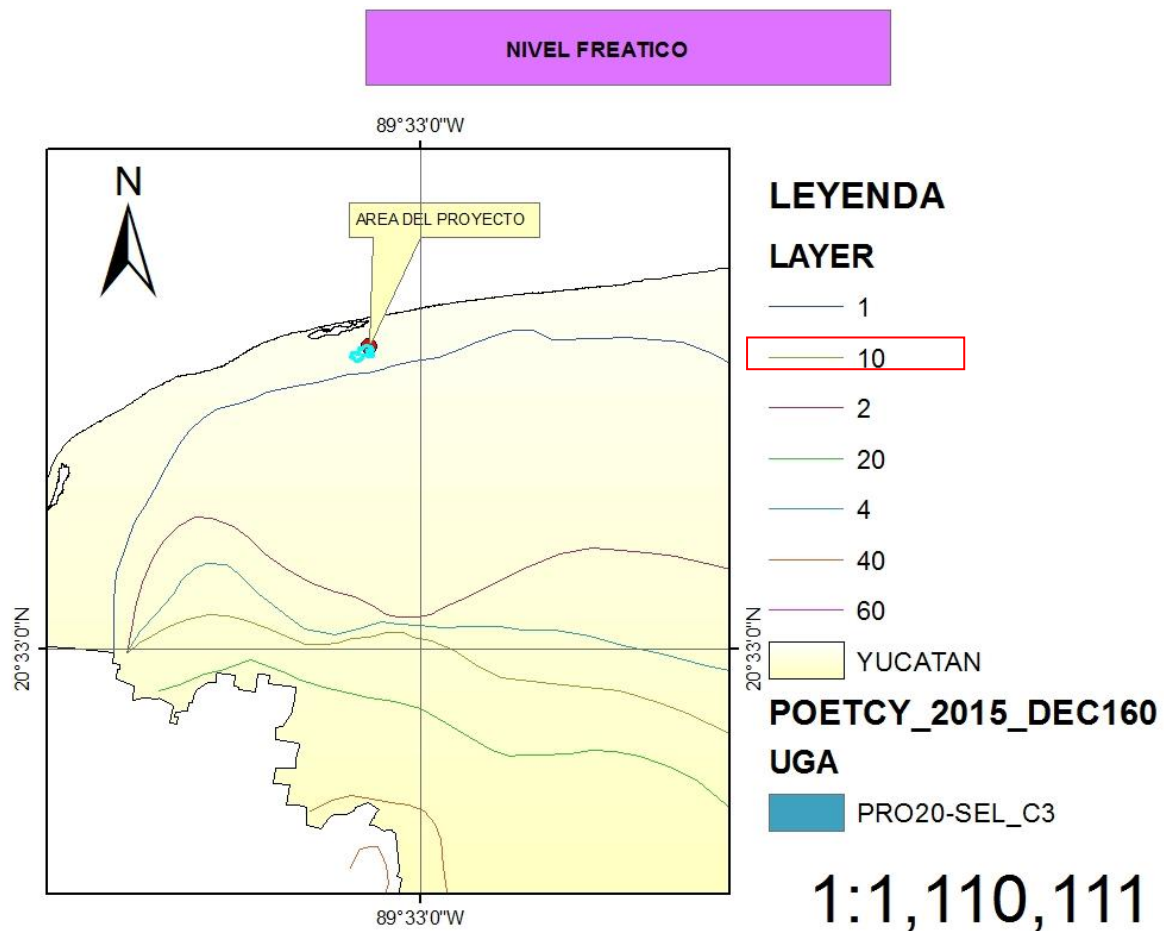 NIVEL FREATICO
89°33'0"W
N
AREA DEL PROYECTO
20°33'0"N
20°33'0"N
89°33'0"W
LEYENDA
LAYER
1
10
2
20
4
40
60
YUCATAN
POETCY_2015_DEC160
UGA
PRO20-SEL_C3
1:1,110,111